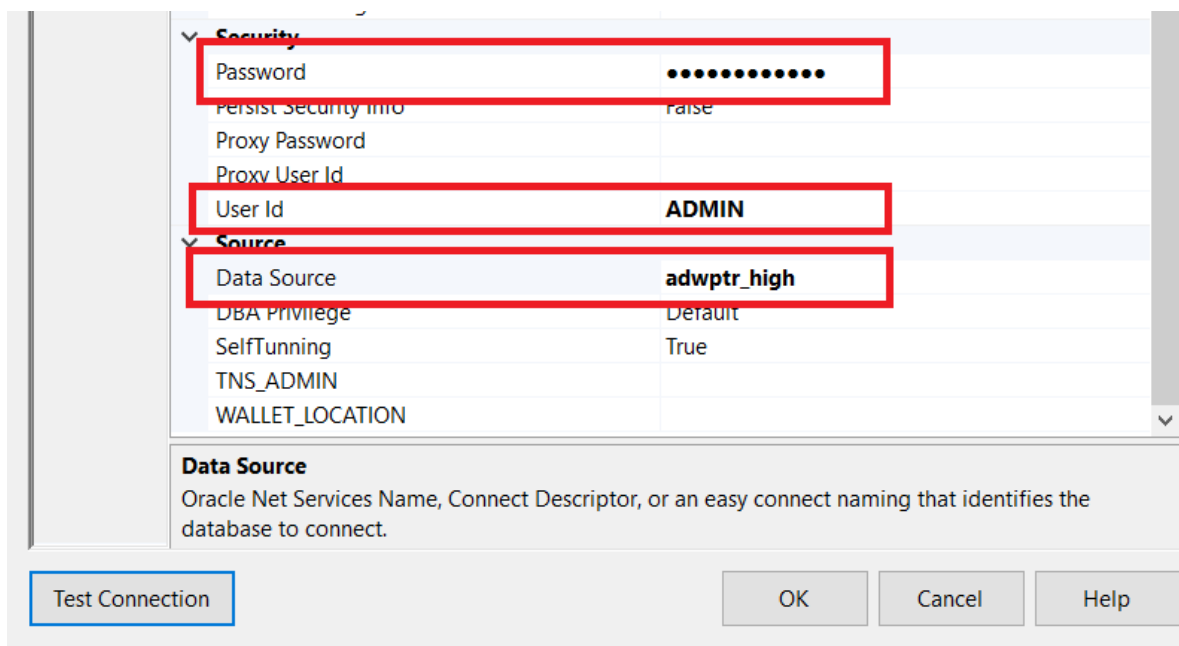 Security
Password ●●●●●●●●●●●●
Persist Security Info False
Proxy Password
Proxy User Id
User Id ADMIN
Source
Data Source adwptr_high
DBA Privilege Default
SelfTunning True
TNS_ADMIN
WALLET_LOCATION
Data Source
Oracle Net Services Name, Connect Descriptor, or an easy connect naming that identifies the
database to connect.
Test Connection OK Cancel Help